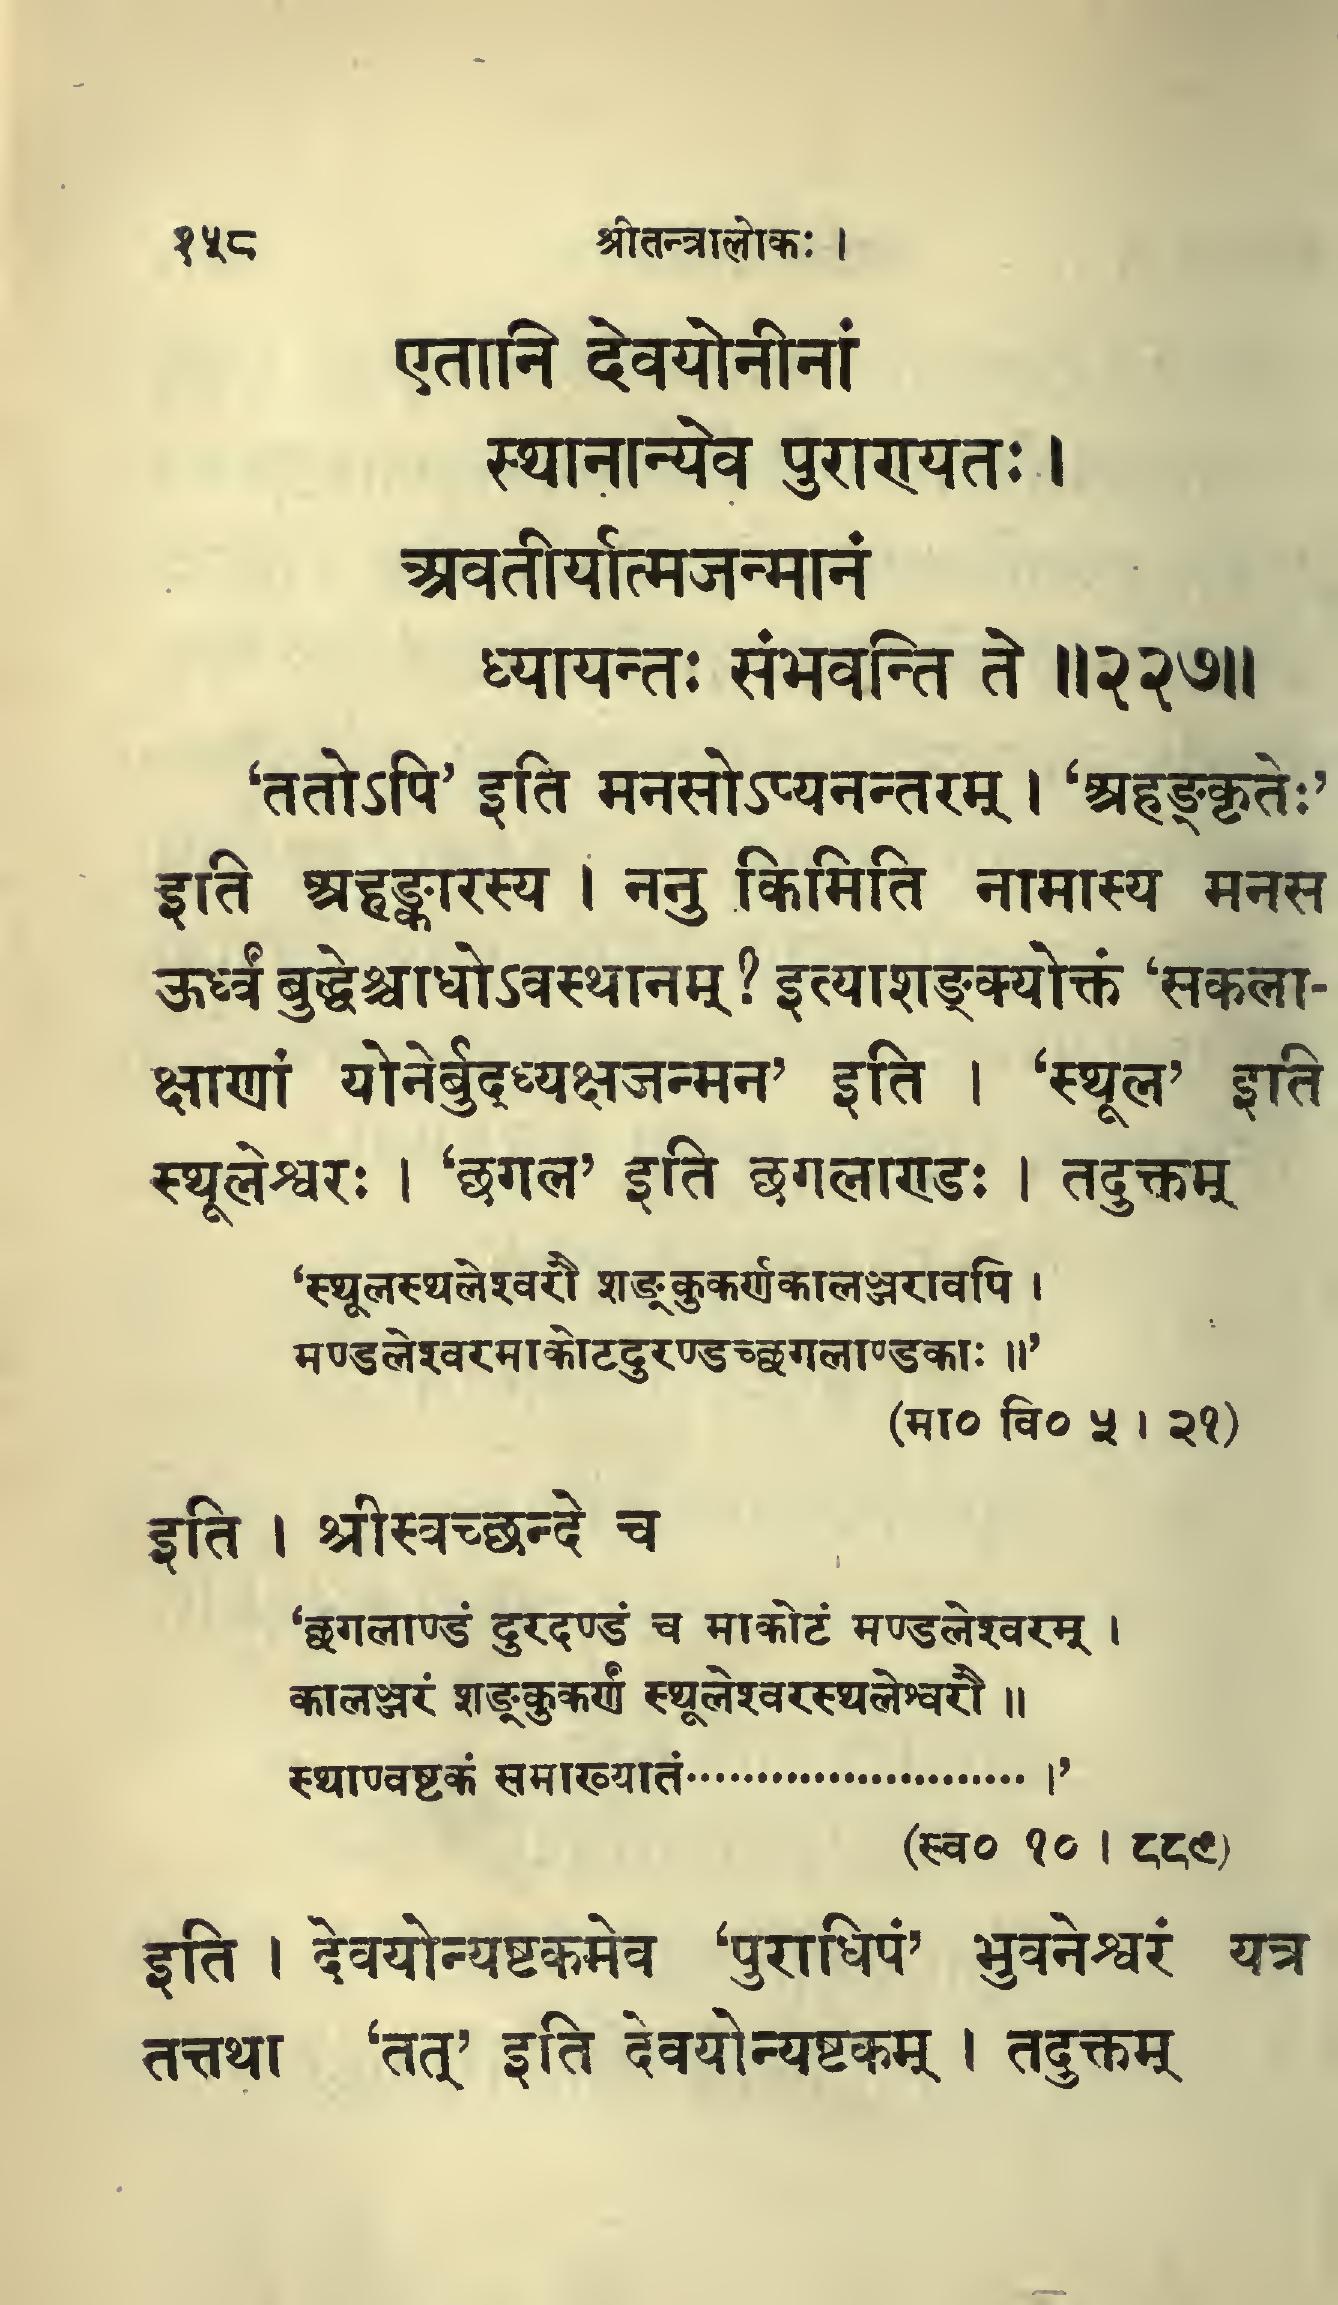 १५८ श्रीतन्त्रालोकः ।
एतानि देवयोनीनां
स्थानान्येव पुराण्यतः ।
अवतीर्यात्मजन्मानं
ध्यायन्तः संभवन्ति ते ॥२२७॥
‘ततोऽपि’ इति मनसोऽप्यनन्तरम् । ‘अहङ्कृतेः’
इति अहङ्कारस्य । ननु किमिति नामास्य मनस
ऊर्ध्वं बुद्धेश्चाधोऽवस्थानम् ? इत्याशङ्क्योक्तं ‘सकला-
क्षाणां योनेर्बुद्ध्यक्षजन्मन’ इति । ‘स्थूल’ इति
स्थूलेश्वरः । ‘छगल’ इति छगलाण्डः । तदुक्तम्
‘स्थूलस्थलेश्वरौ शङ्कुकर्णकालञ्जरावपि ।
मण्डलेश्वरमाकोटदुरण्डच्छगलाण्डकाः ॥’
(मा० वि० ५ । २१)
इति । श्रीस्वच्छन्दे च
‘छगलाण्डं दुरदण्डं च माकोटं मण्डलेश्वरम् ।
कालञ्जरं शङ्कुकर्णं स्थूलेश्वरस्थलेश्वरौ ॥
स्थाण्वष्टकं समाख्यातं························ ।’
(स्व० १० । ८८९)
इति । देवयोन्यष्टकमेव ‘पुराधिपं’ भुवनेश्वरं यत्र
तत्तथा ‘तत्’ इति देवयोन्यष्टकम् । तदुक्तम्